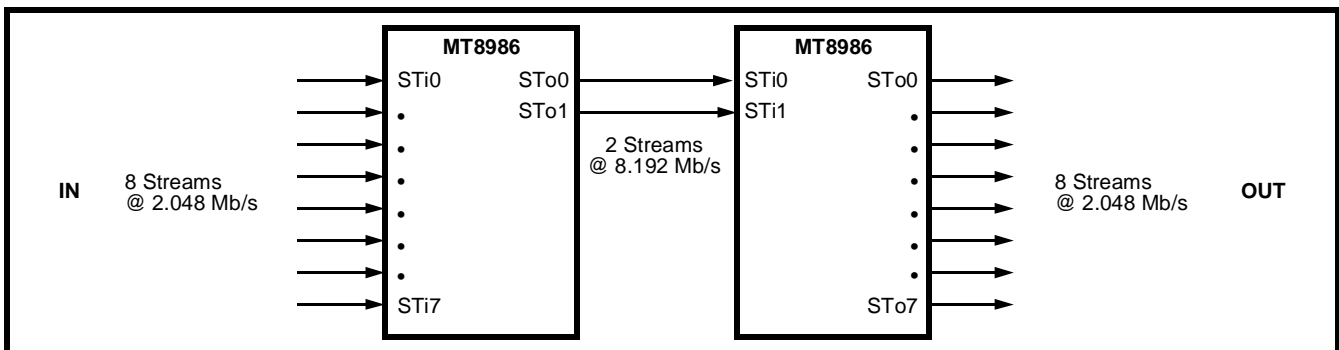 MT8986
MT8986
STi0
STo0
STi0
STo0
STo1
STi1
2 Streams
@ 8.192 Mb/s
IN
8 Streams
@ 2.048 Mb/s
8 Streams
@ 2.048 Mb/s
OUT
STi7
STo7